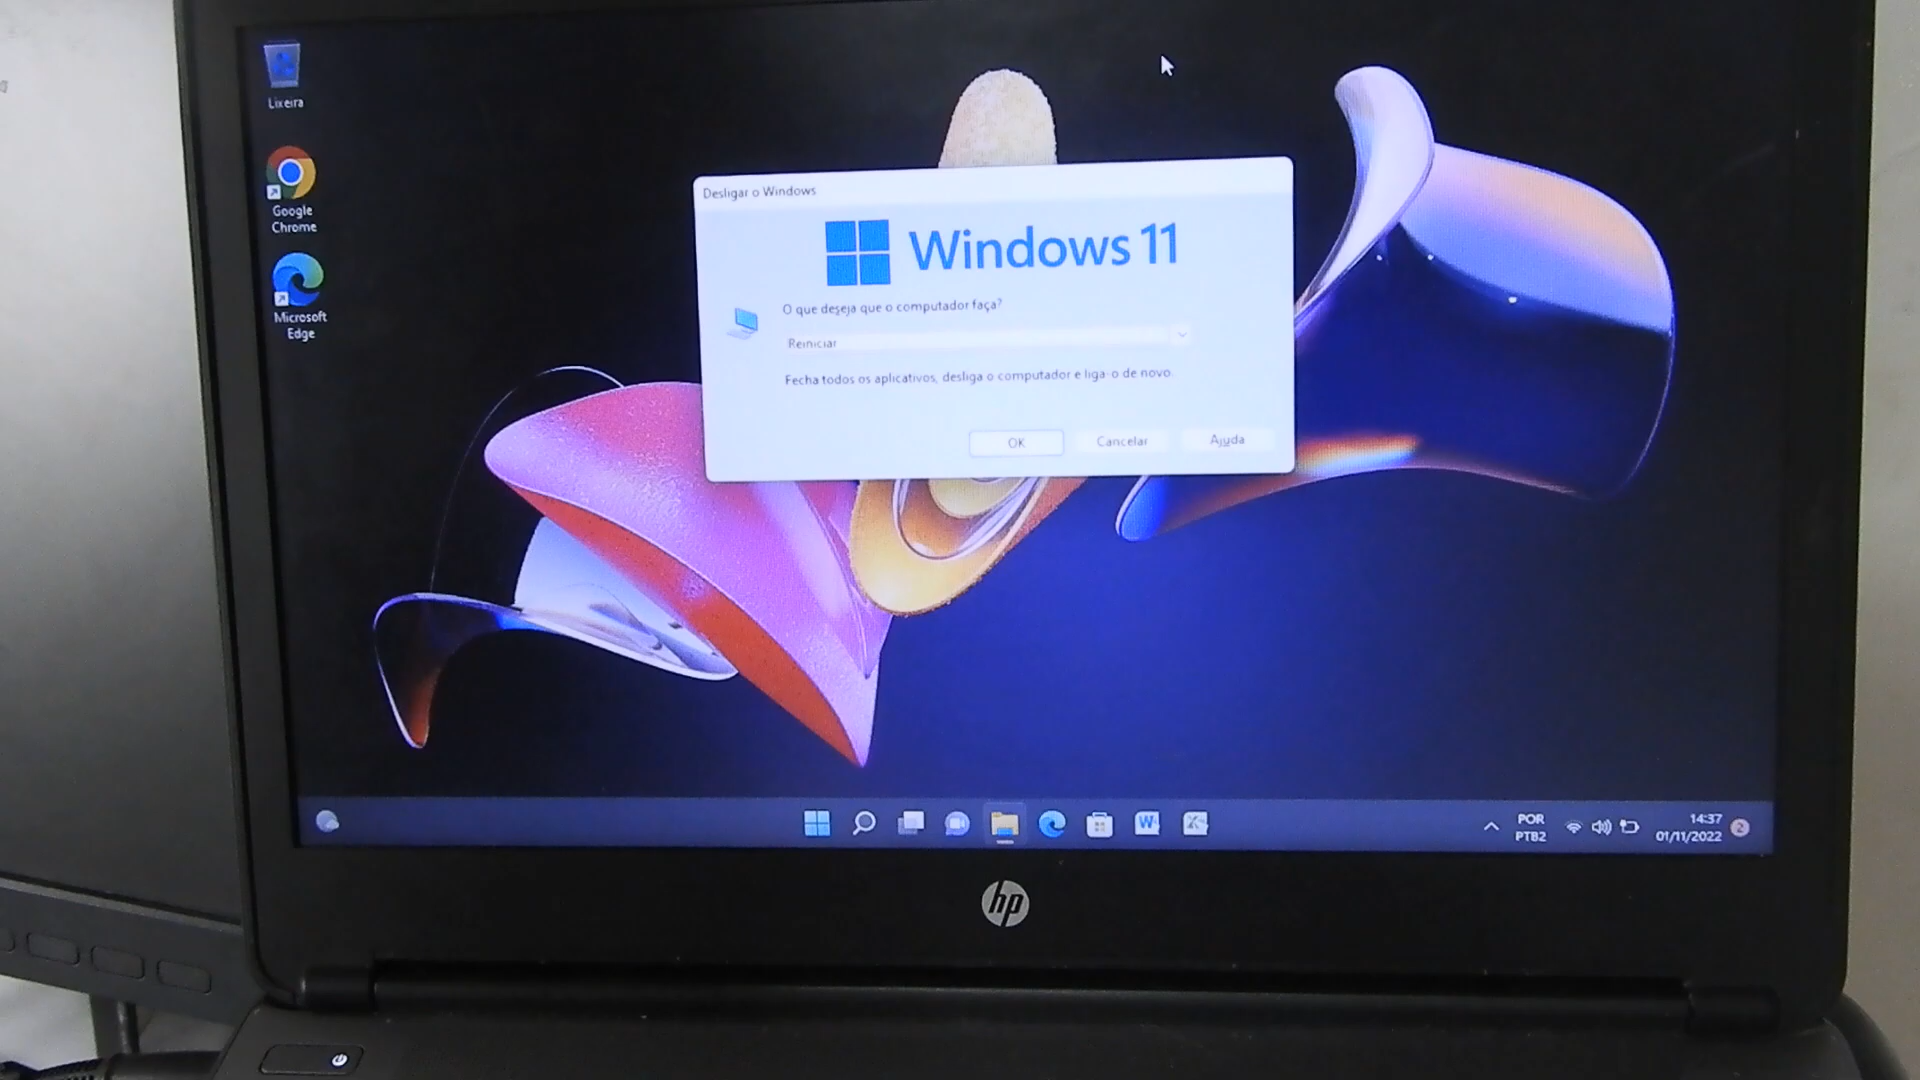 Lixeira
Google
Chrome
Microsoft
Edge
Desligar o Windows
Windows 11
O que deseja que o computador faça?
Reiniciar
Fecha todos os aplicativos, desliga o computador e liga-o de novo.
OK
Cancelar
Ajuda
POR
PTB2
14:37
01/11/2022
2
hp